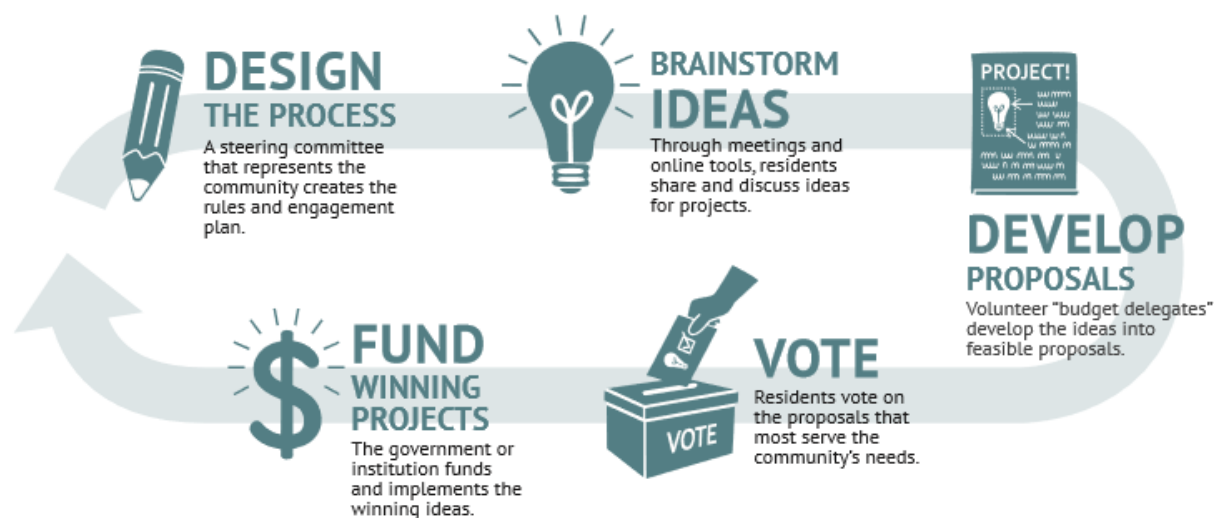 DESIGN
THE PROCESS
A steering committee
that represents the
community creates the
rules and engagement
plan.
BRAINSTORM
IDEAS
Through meetings and
online tools, residents
share and discuss ideas
for projects.
PROJECT!
DEVELOP
PROPOSALS
Volunteer “budget delegates”
develop the ideas into
feasible proposals.
VOTE
VOTE
Residents vote on
the proposals that
most serve the
community’s needs.
FUND
WINNING
PROJECTS
The government or
institution funds
and implements the
winning ideas.